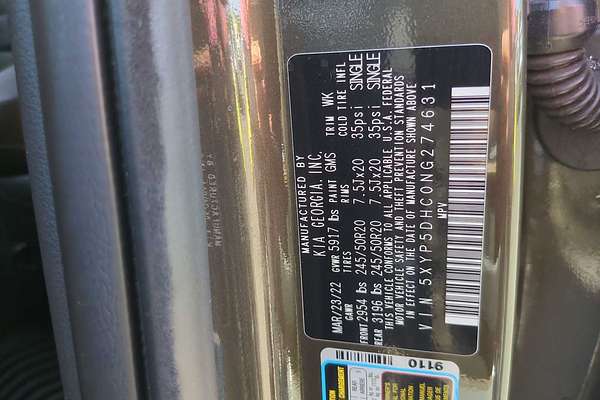 MANUFACTURED BY
KIA GEORGIA, INC.
MAR/23/22 GVWR 5917 lbs PAINT GMS TRIM WK
GAWR TIRES RIMS COLD TIRE INFL
FRONT 2954 lbs 245/50R20 7.5Jx20 35psi SINGLE
REAR 3196 lbs 245/50R20 7.5Jx20 35psi SINGLE
THIS VEHICLE CONFORMS TO ALL APPLICABLE U.S.A. FEDERAL
MOTOR VEHICLE SAFETY AND THEFT PREVENTION STANDARDS
IN EFFECT ON THE DATE OF MANUFACTURE SHOWN ABOVE
VIN 5XYP5DHC0NG274631
MPV
9110